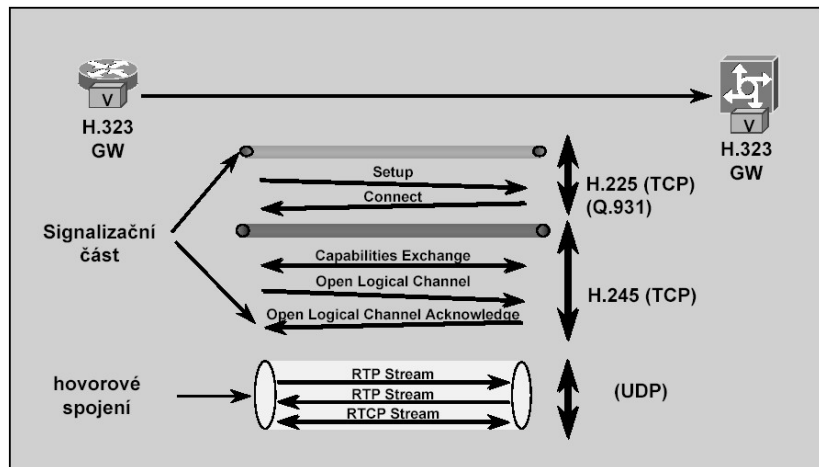 V
H.323
GW
V
H.323
GW
Setup
Connect
H.225 (TCP)
(Q.931)
Signalizační
část
Capabilities Exchange
Open Logical Channel
Open Logical Channel Acknowledge
H.245 (TCP)
hovorové
spojení
RTP Stream
RTP Stream
RTCP Stream
(UDP)